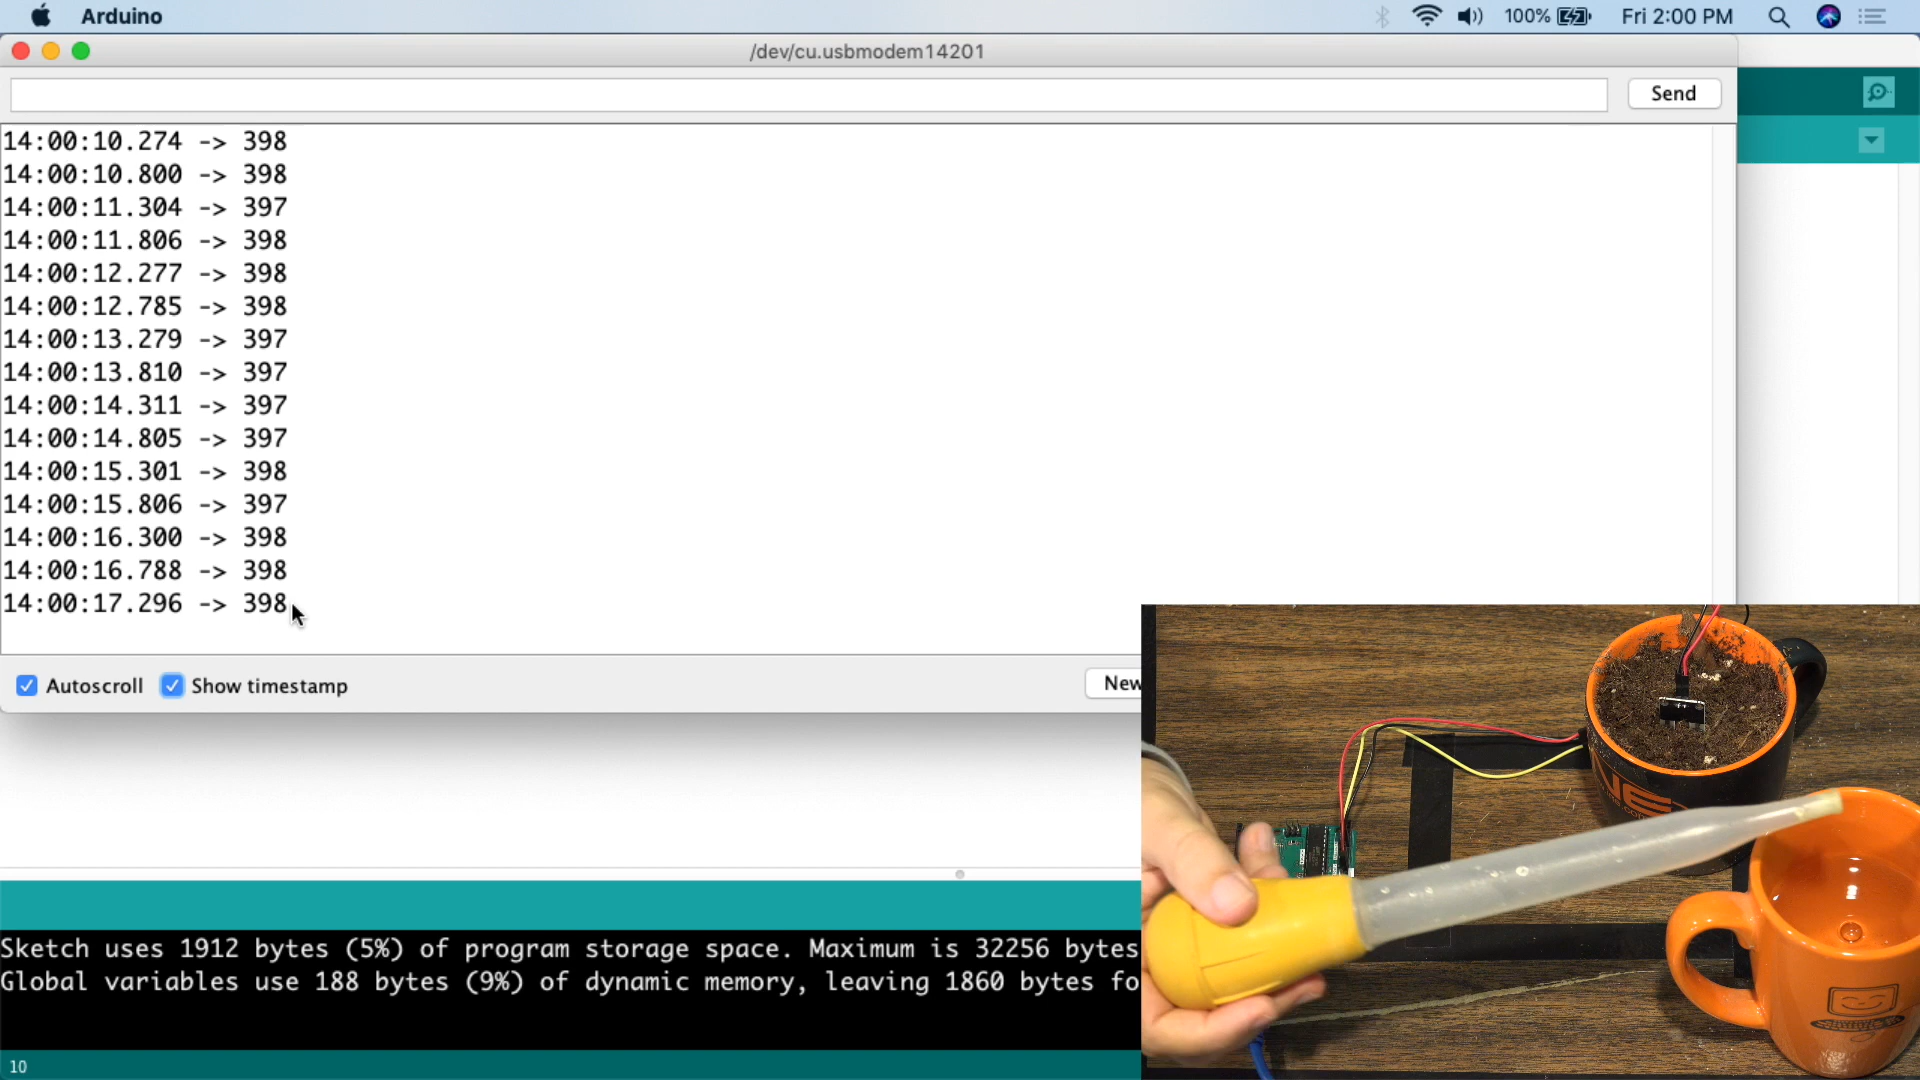 Arduino
100%
Fri 2:00 PM
/dev/cu.usbmodem14201
Send
14:00:10.274 -> 398
14:00:10.800 -> 398
14:00:11.304 -> 397
14:00:11.806 -> 398
14:00:12.277 -> 398
14:00:12.785 -> 398
14:00:13.279 -> 397
14:00:13.810 -> 397
14:00:14.311 -> 397
14:00:14.805 -> 397
14:00:15.301 -> 398
14:00:15.806 -> 397
14:00:16.300 -> 398
14:00:16.788 -> 398
14:00:17.296 -> 398
Autoscroll
Show timestamp
New
Sketch uses 1912 bytes (5%) of program storage space. Maximum is 32256 bytes
Global variables use 188 bytes (9%) of dynamic memory, leaving 1860 bytes fo
10